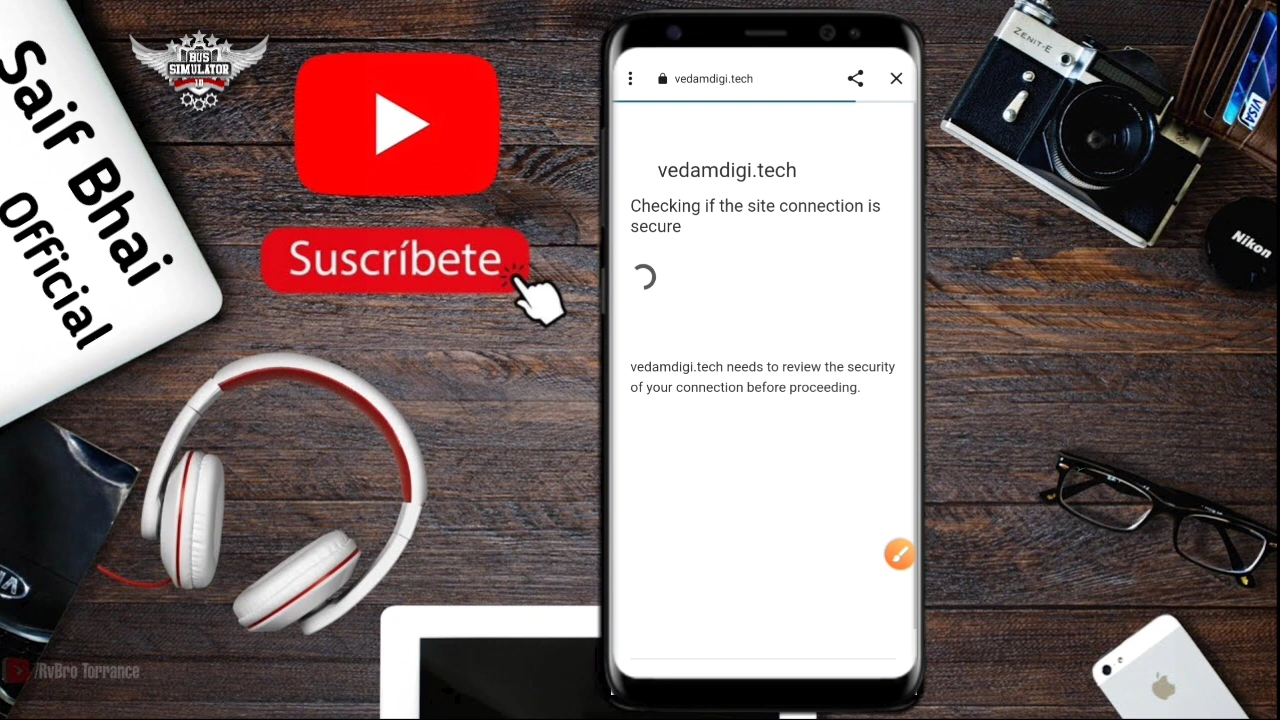 Saif Bhai
Official
BUS
SIMULATOR
ID
Suscríbete
vedamdigi.tech
vedamdigi.tech
Checking if the site connection is
secure
vedamdigi.tech needs to review the security
of your connection before proceeding.
ZENIT-E
VISA
Nikon
/RvBro Torrance